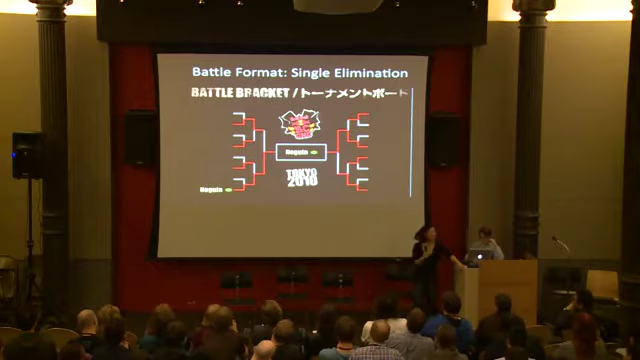 Battle Format: Single Elimination
BATTLE BRACKET / トーナメントボード
Neguin
TOKYO
2010
Neguin